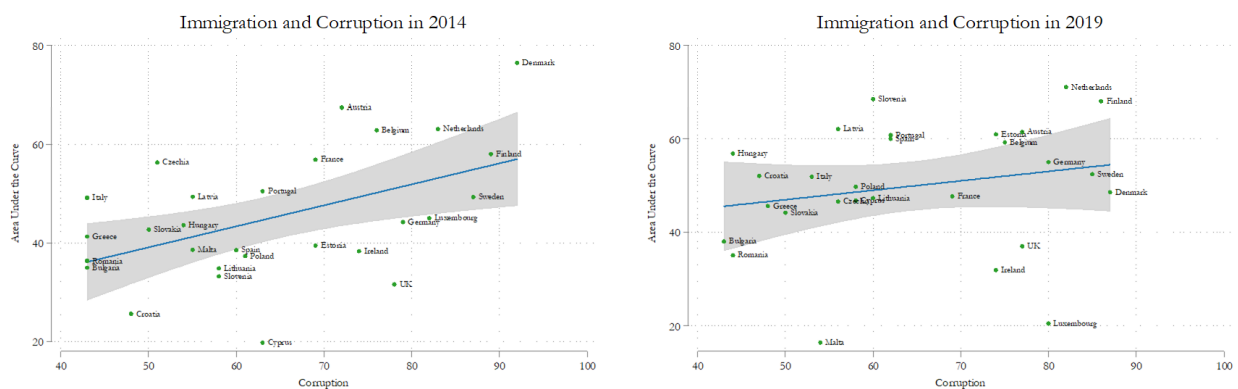 Immigration and Corruption in 2014
Area Under the Curve
80
60
40
20
Denmark
Austria
Belgium
Netherlands
Finland
France
Czechia
Portugal
Italy
Latvia
Sweden
Luxembourg
Germany
Hungary
Slovakia
Greece
Estonia
Ireland
Malta
Spain
Poland
Romania
Bulgaria
Lithuania
Slovenia
UK
Croatia
Cyprus
40 50 60 70 80 90 100
Corruption
Immigration and Corruption in 2019
Area Under the Curve
80
60
40
20
Netherlands
Slovenia
Finland
Latvia
Austria
Portugal
Estonia
Spain
Belgium
Hungary
Germany
Sweden
Croatia
Italy
Poland
Denmark
France
Lithuania
Cyprus
Czechia
Greece
Slovakia
Bulgaria
UK
Romania
Ireland
Luxembourg
Malta
40 50 60 70 80 90 100
Corruption